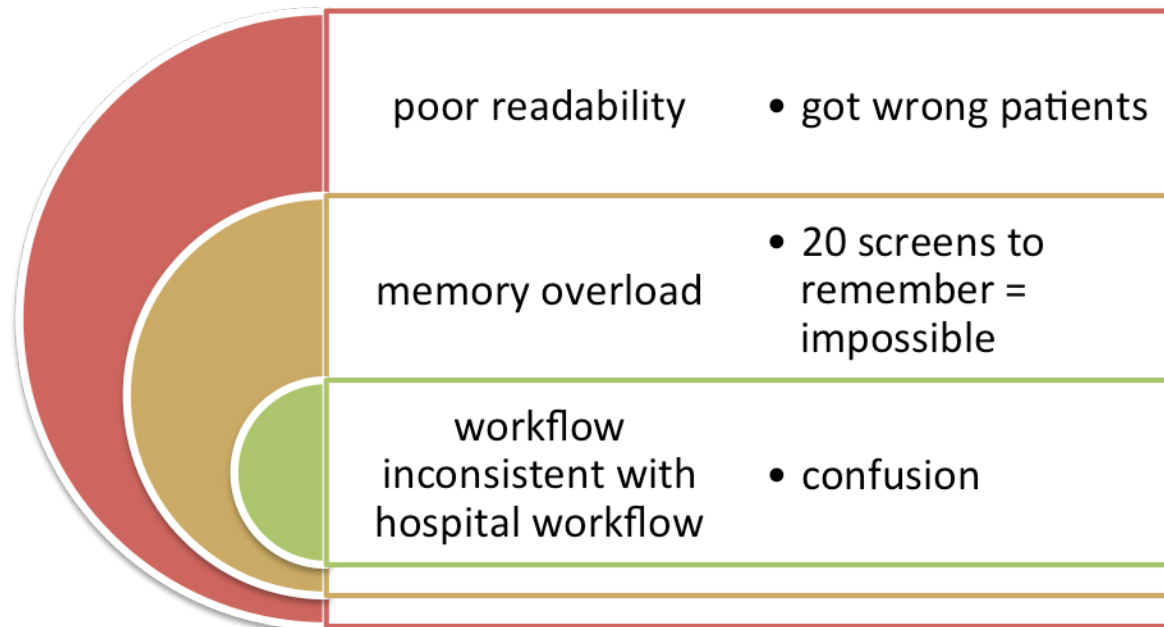 poor readability
• got wrong patients
memory overload
• 20 screens to
remember =
impossible
workflow
inconsistent with
hospital workflow
• confusion